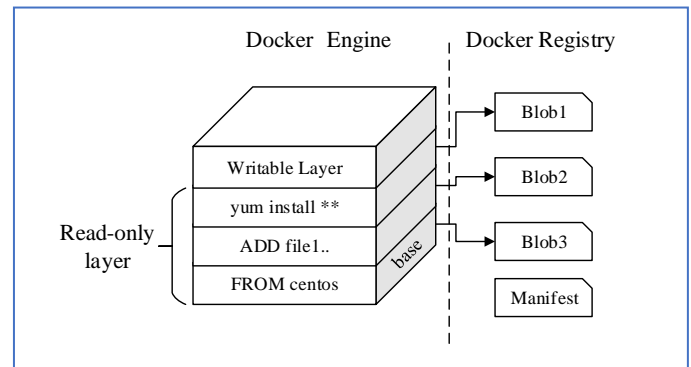 Docker Engine
Docker Registry
Writable Layer
yum install **
ADD file1..
FROM centos
base
Read-only
layer
Blob1
Blob2
Blob3
Manifest